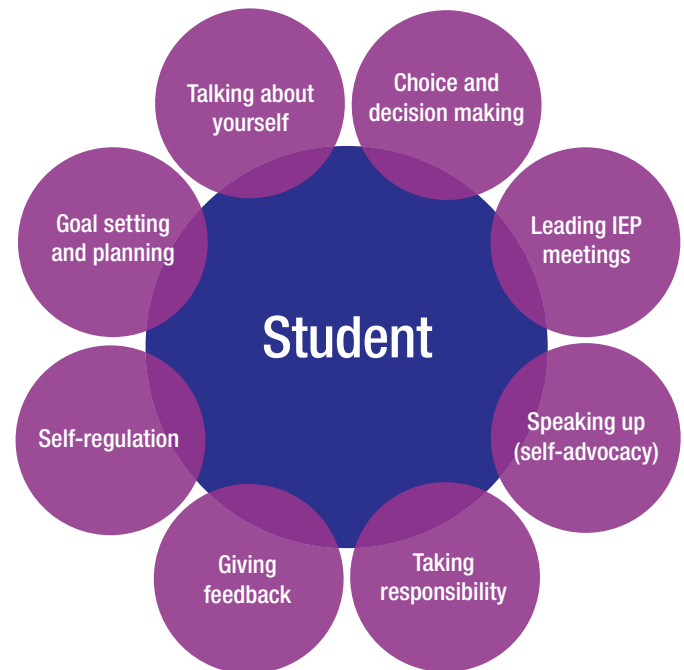 Talking about
yourself
Choice and
decision making
Goal setting
and planning
Leading IEP
meetings
Student
Self-regulation
Speaking up
(self-advocacy)
Giving
feedback
Taking
responsibility